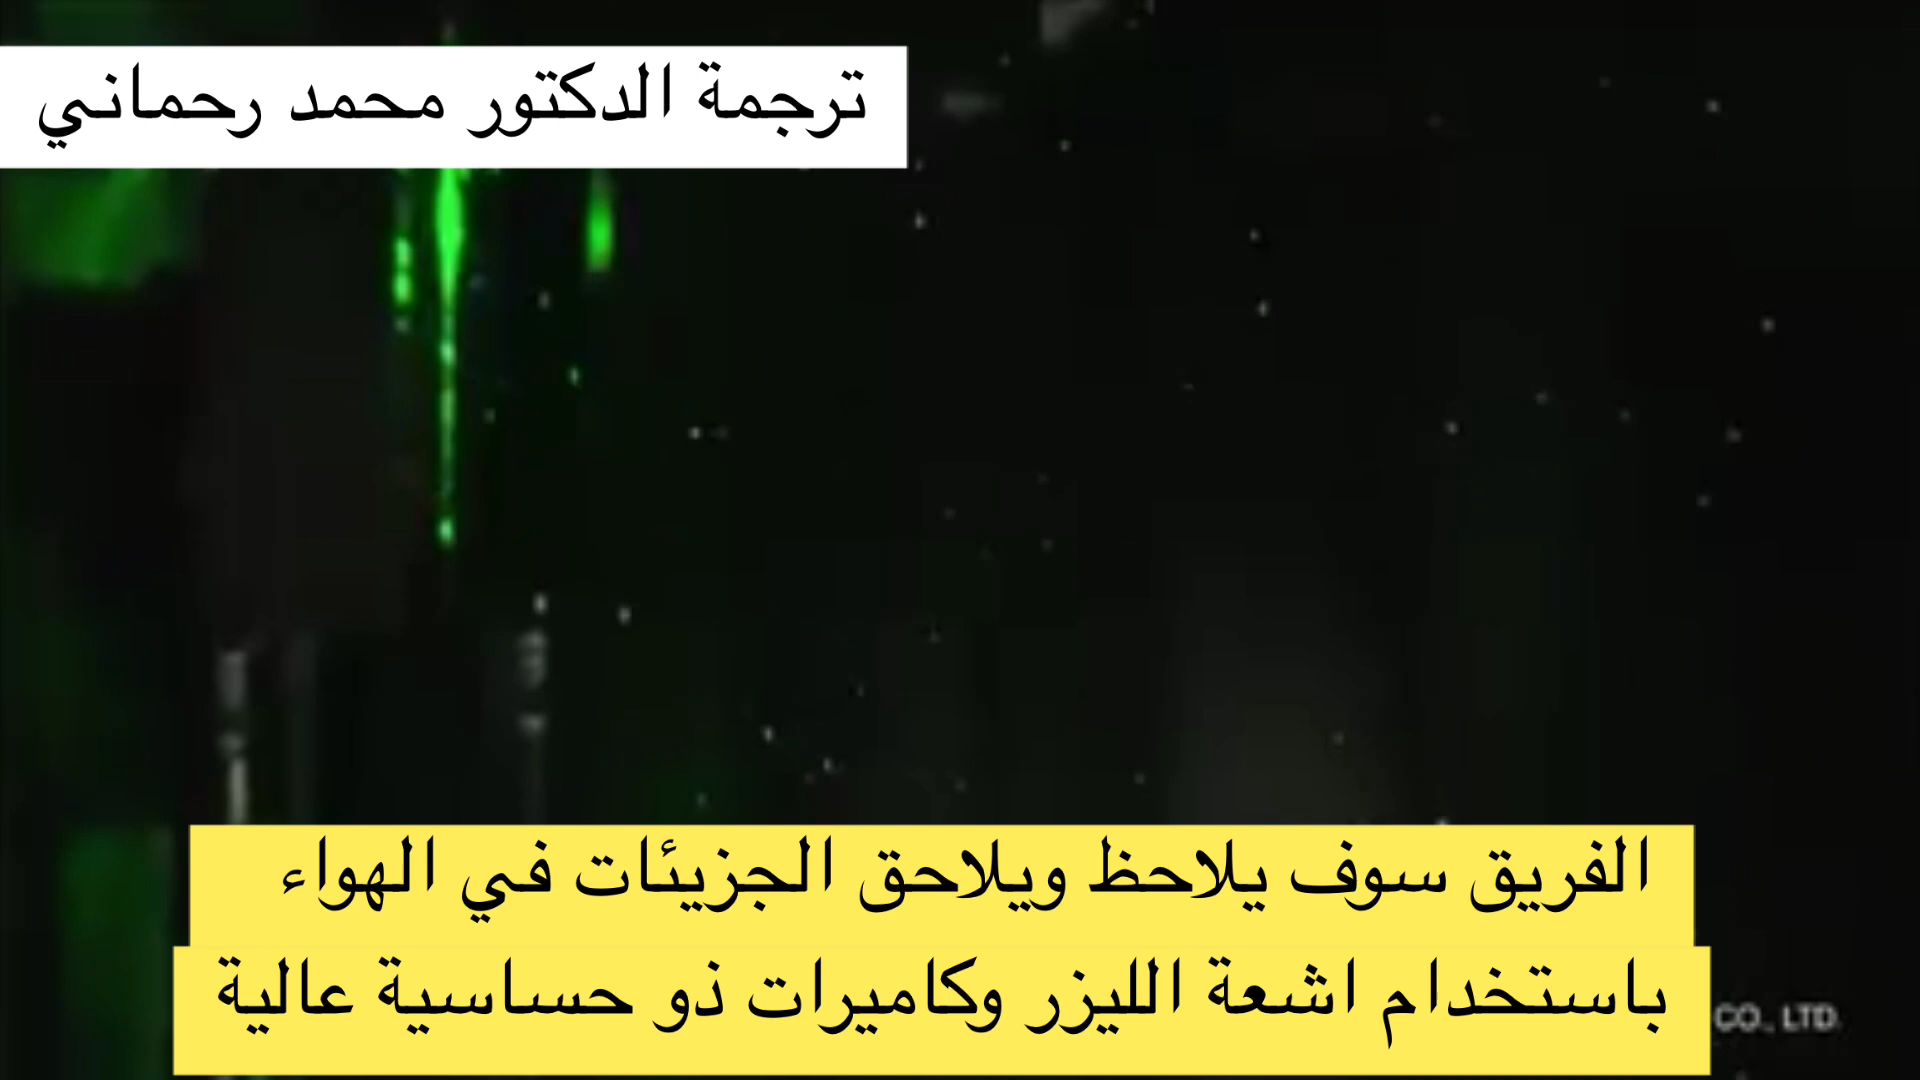 ترجمة الدكتور محمد رحماني
الفريق سوف يلاحظ ويلاحق الجزيئات في الهواء
باستخدام اشعة الليزر وكاميرات ذو حساسية عالية
CO., LTD.